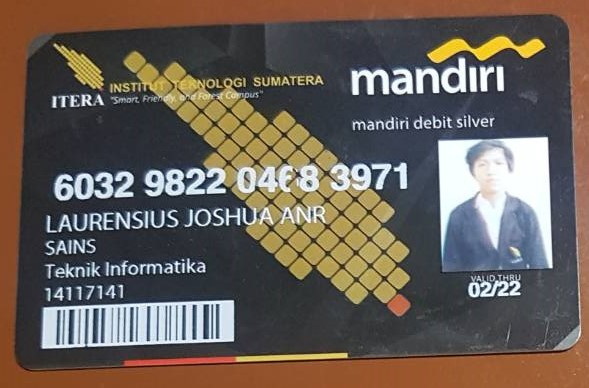 ITERA
INSTITUT TEKNOLOGI SUMATERA
"Smart, Friendly, and Forest Campus"
mandiri
mandiri debit silver
6032 9822 3971
LAURENSIUS JOSHUA ANR
SAINS
Teknik Informatika
14117141
VALID THRU
02/22